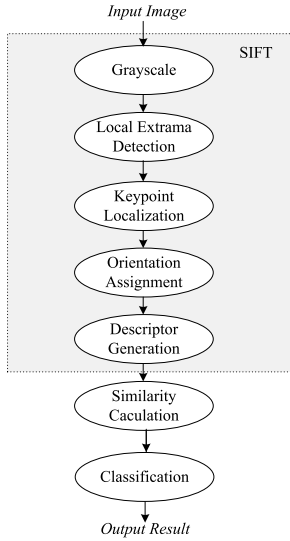 Input Image
SIFT
Grayscale
Local Extrama
Detection
Keypoint
Localization
Orientation
Assignment
Descriptor
Generation
Similarity
Caculation
Classification
Output Result